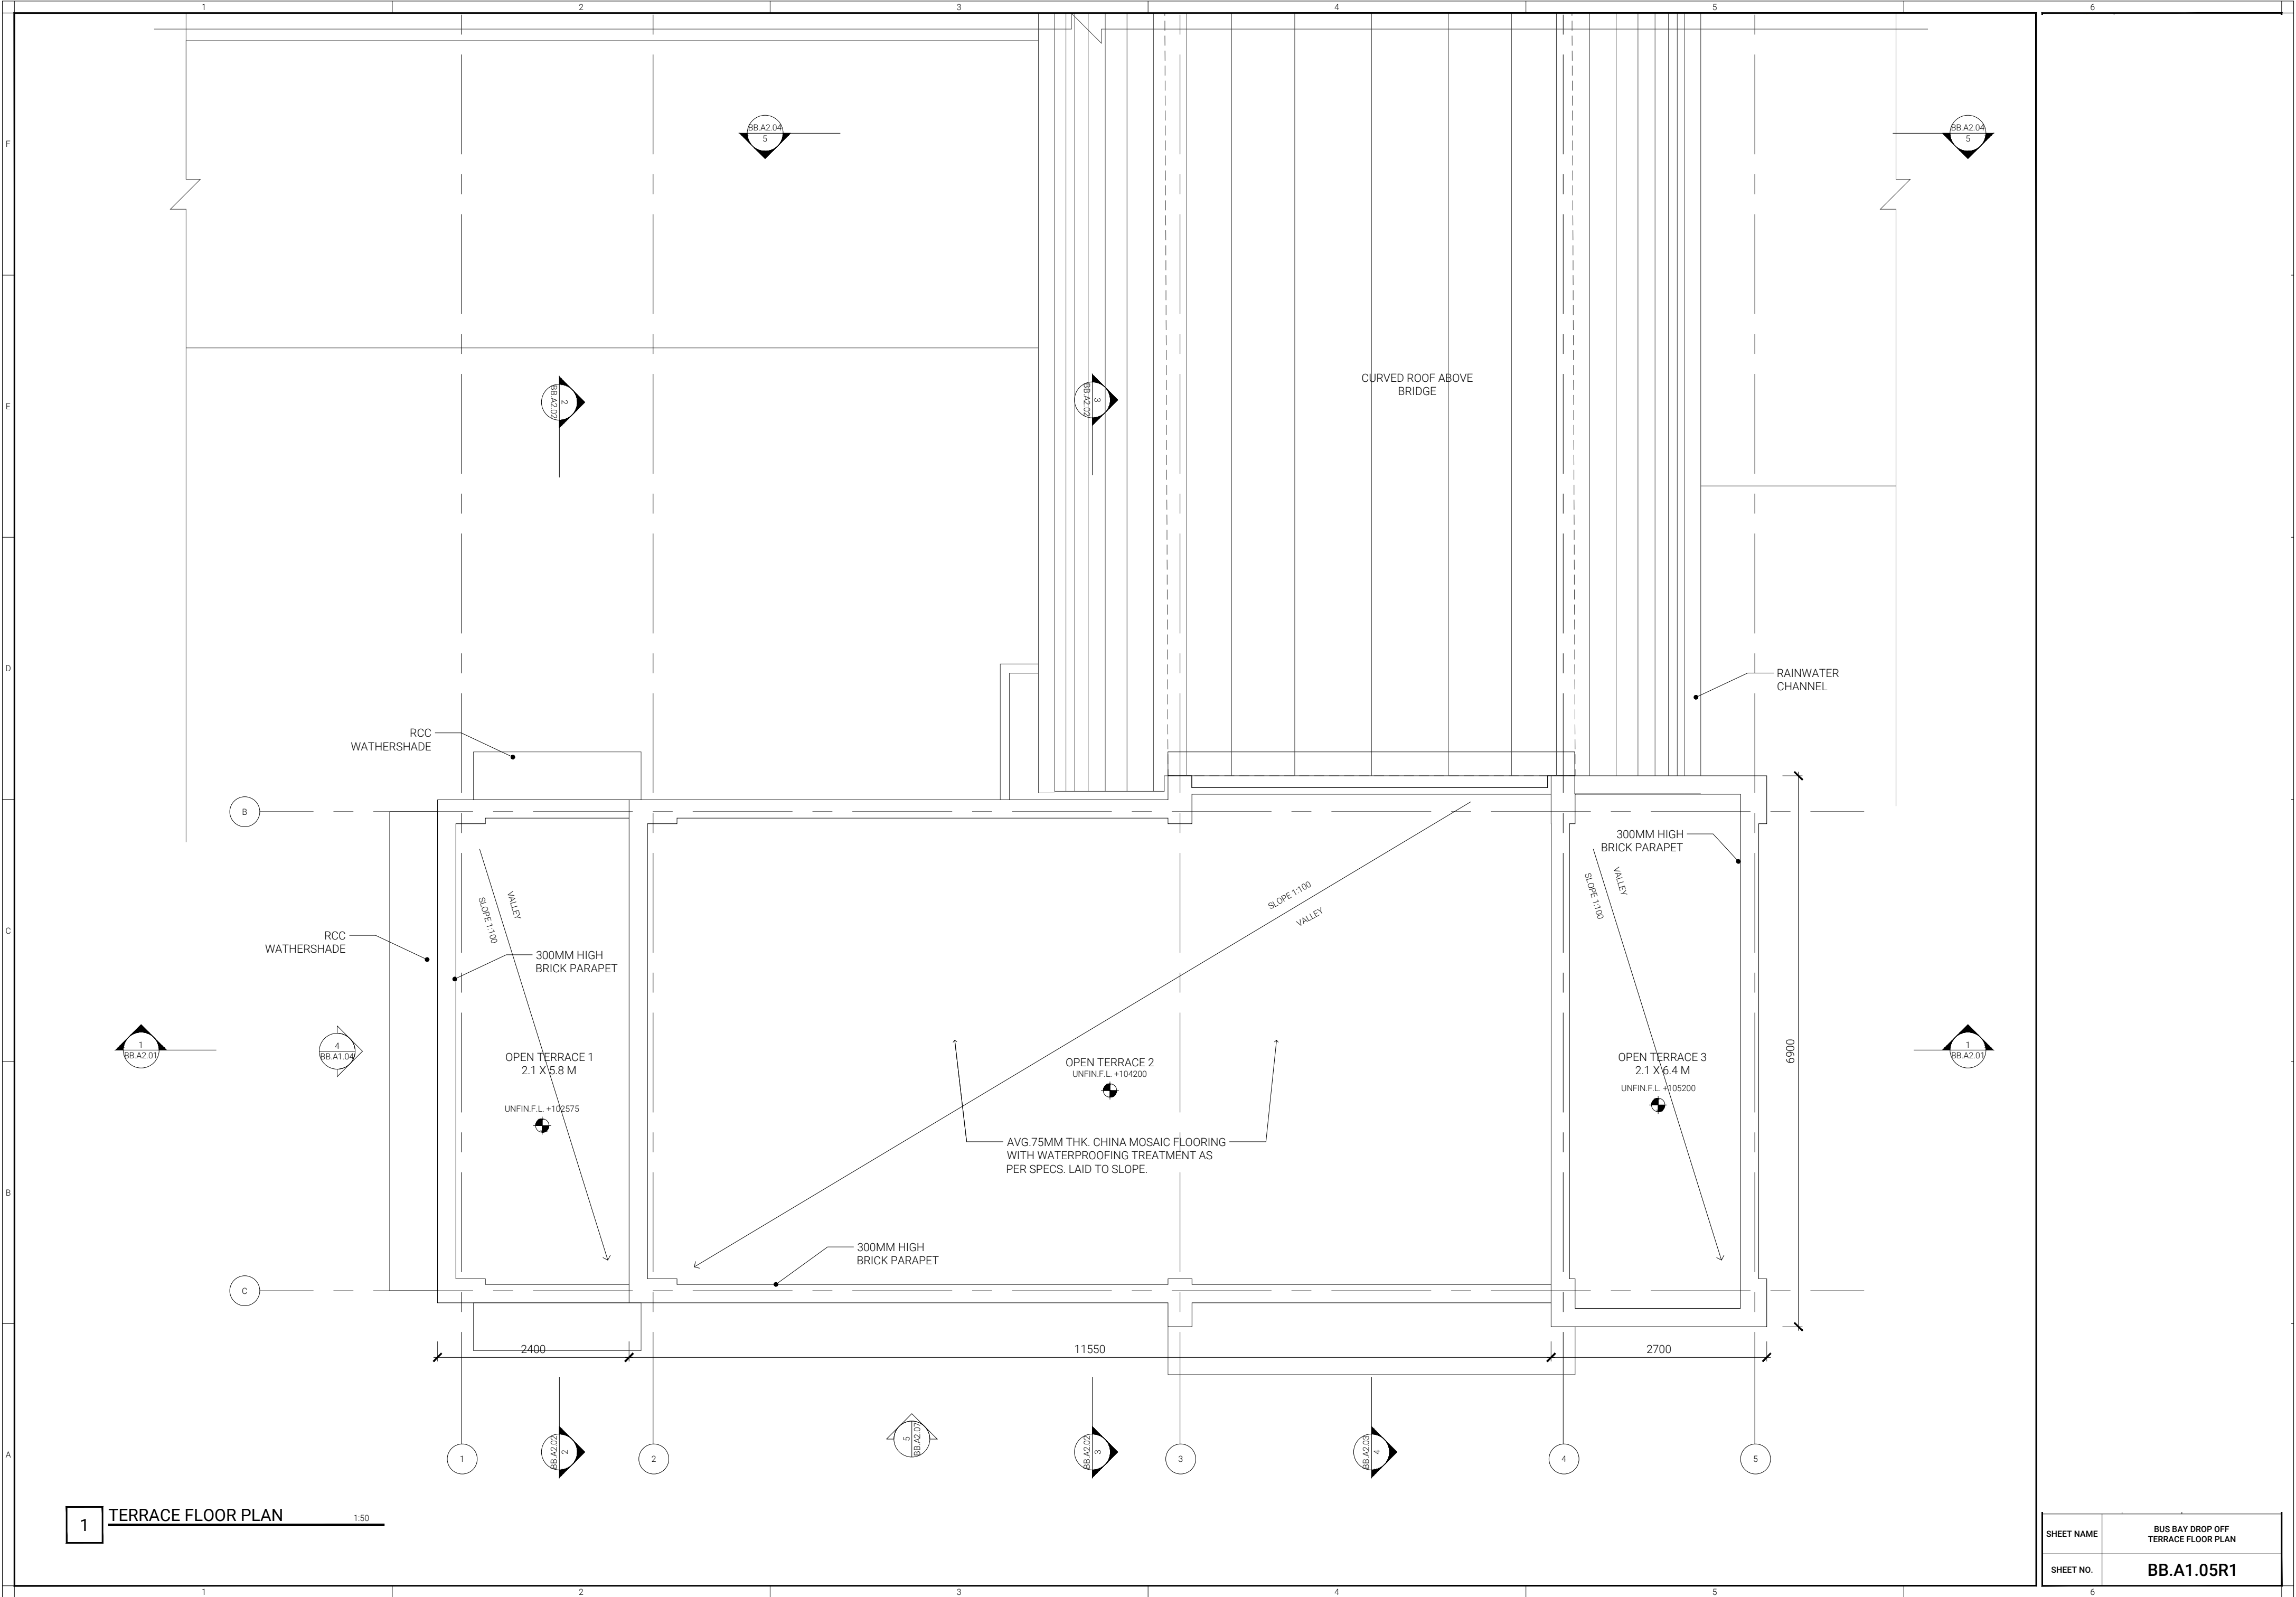 1
2
3
4
5
6
F
E
D
C
B
A
BB.A2.04
5
BB.A2.04
5
BB.A2.02
2
BB.A2.02
3
CURVED ROOF ABOVE
BRIDGE
RAINWATER
CHANNEL
RCC
WATHERSHADE
B
300MM HIGH
BRICK PARAPET
VALLEY
SLOPE 1:100
SLOPE 1:100
VALLEY
VALLEY
SLOPE 1:100
RCC
WATHERSHADE
300MM HIGH
BRICK PARAPET
1
BB.A2.01
4
BB.A1.04
OPEN TERRACE 1
2.1 X 5.8 M
UNFIN.F.L. +102575
OPEN TERRACE 2
UNFIN.F.L. +104200
OPEN TERRACE 3
2.1 X 6.4 M
UNFIN.F.L. +105200
6900
1
BB.A2.01
AVG.75MM THK. CHINA MOSAIC FLOORING
WITH WATERPROOFING TREATMENT AS
PER SPECS. LAID TO SLOPE.
300MM HIGH
BRICK PARAPET
C
2400
11550
2700
1
BB.A2.02
2
2
5
BB.A2.07
BB.A2.02
3
3
BB.A2.03
4
4
5
1
TERRACE FLOOR PLAN
1:50
SHEET NAME
BUS BAY DROP OFF
TERRACE FLOOR PLAN
SHEET NO.
BB.A1.05R1
1
2
3
4
5
6